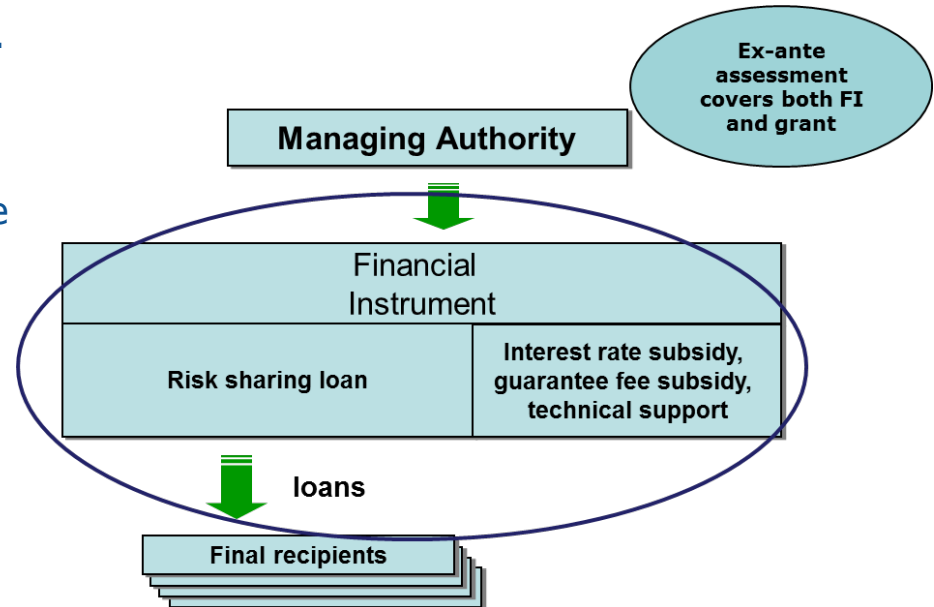 Ex-ante
assessment
covers both FI
and grant
Managing Authority
Financial
Instrument
Risk sharing loan
Interest rate subsidy,
guarantee fee subsidy,
technical support
loans
Final recipients